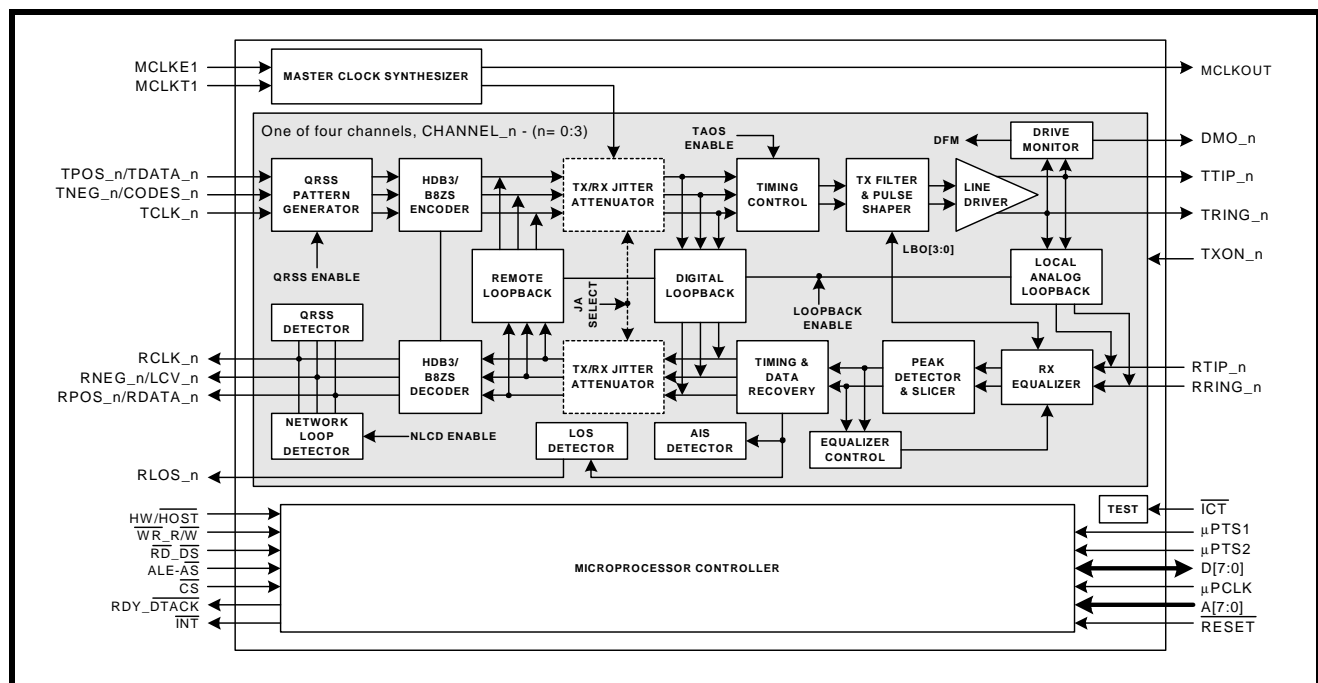 MCLKE1
MCLKT1
MASTER CLOCK SYNTHESIZER
MCLKOUT
One of four channels, CHANNEL_n - (n= 0:3)
TAOS
ENABLE
DFM
DRIVE
MONITOR
DMO_n
TPOS_n/TDATA_n
TNEG_n/CODES_n
TCLK_n
QRSS
PATTERN
GENERATOR
HDB3/
B8ZS
ENCODER
TX/RX JITTER
ATTENUATOR
TIMING
CONTROL
TX FILTER
& PULSE
SHAPER
LINE
DRIVER
TTIP_n
TRING_n
QRSS ENABLE
REMOTE
LOOPBACK
JA
SELECT
DIGITAL
LOOPBACK
LBO[3:0]
LOOPBACK
ENABLE
LOCAL
ANALOG
LOOPBACK
TXON_n
QRSS
DETECTOR
RCLK_n
RNEG_n/LCV_n
RPOS_n/RDATA_n
HDB3/
B8ZS
DECODER
TX/RX JITTER
ATTENUATOR
TIMING &
DATA
RECOVERY
PEAK
DETECTOR
& SLICER
RX
EQUALIZER
RTIP_n
RRING_n
NETWORK
LOOP
DETECTOR
NLCD ENABLE
LOS
DETECTOR
AIS
DETECTOR
EQUALIZER
CONTROL
RLOS_n
HW/HOST
WR_R/W
RD_DS
ALE-AS
CS
RDY_DTACK
INT
MICROPROCESSOR CONTROLLER
TEST
ICT
µPTS1
µPTS2
D[7:0]
µPCLK
A[7:0]
RESET